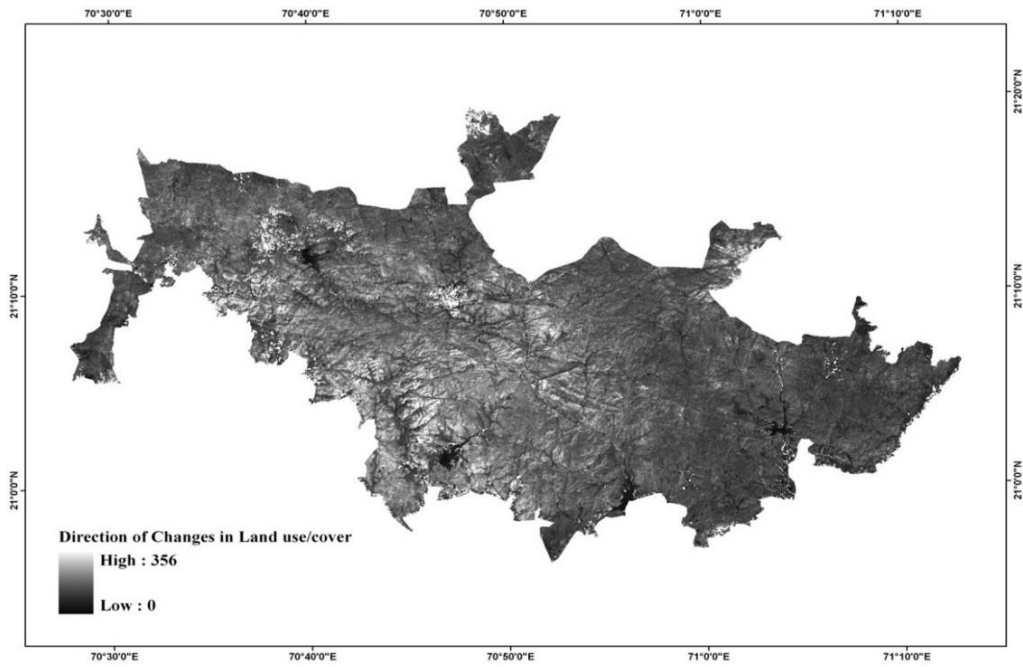 70°30'0"E 70°40'0"E 70°50'0"E 71°0'0"E 71°10'0"E
21°20'0"N
21°10'0"N 21°10'0"N
21°0'0"N 21°0'0"N
Direction of Changes in Land use/cover
High : 356
Low : 0
70°30'0"E 70°40'0"E 70°50'0"E 71°0'0"E 71°10'0"E